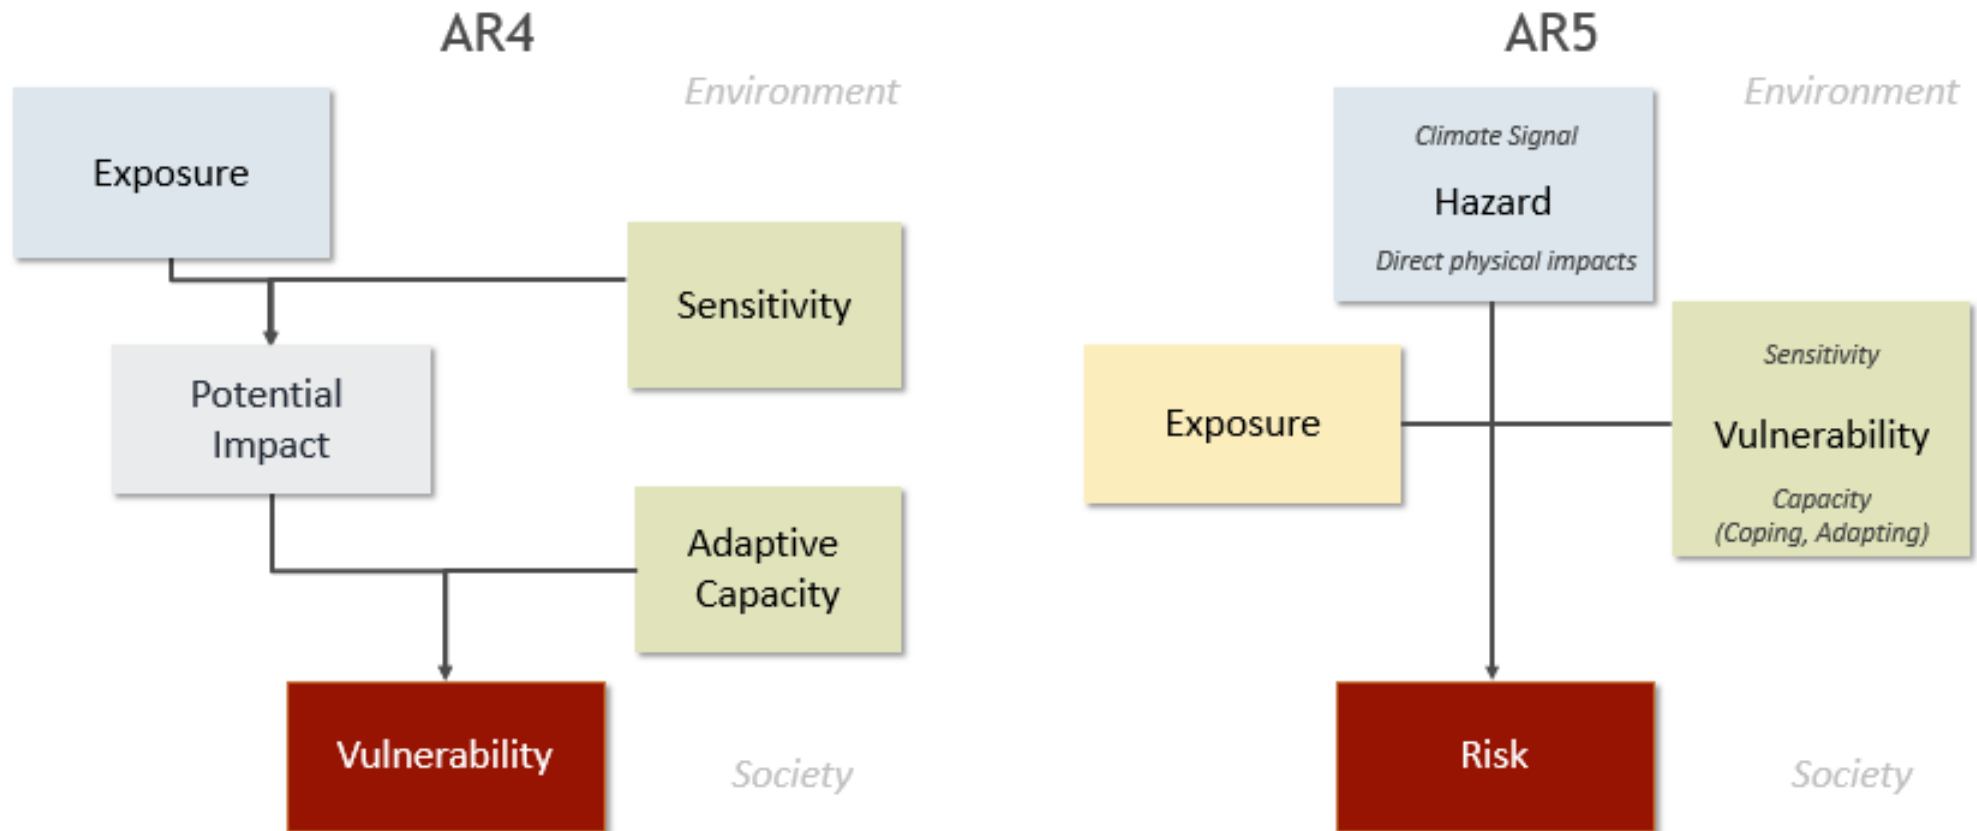 AR4
Environment
Exposure
Sensitivity
Potential
Impact
Adaptive
Capacity
Vulnerability
Society
AR5
Environment
Climate Signal
Hazard
Direct physical impacts
Exposure
Sensitivity
Vulnerability
Capacity
(Coping, Adapting)
Risk
Society